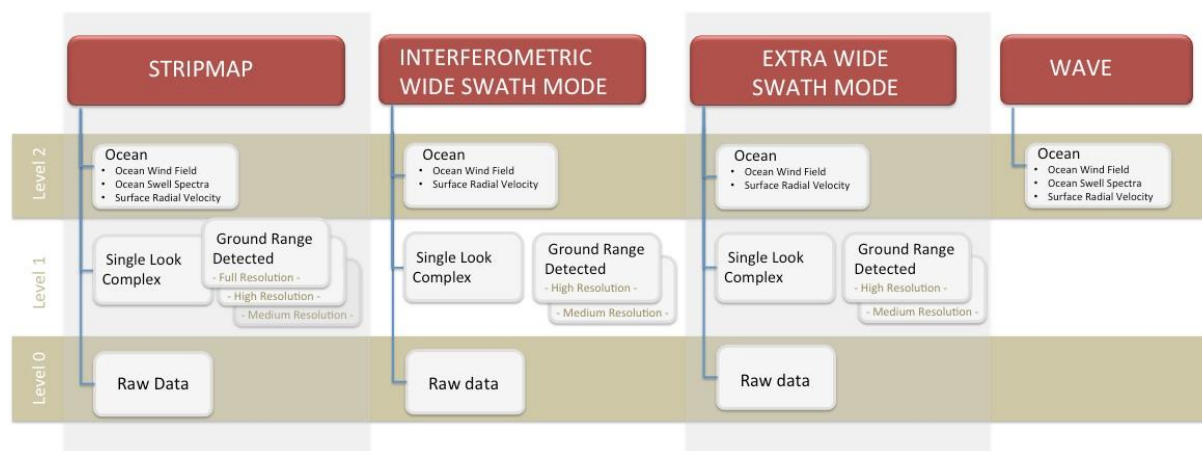 STRIPMAP
INTERFEROMETRIC
WIDE SWATH MODE
EXTRA WIDE
SWATH MODE
WAVE
Level 2
Ocean
• Ocean Wind Field
• Ocean Swell Spectra
• Surface Radial Velocity
Ocean
• Ocean Wind Field
• Surface Radial Velocity
Ocean
• Ocean Wind Field
• Surface Radial Velocity
Ocean
• Ocean Wind Field
• Ocean Swell Spectra
• Surface Radial Velocity
Level 1
Single Look
Complex
Ground Range
Detected
- Full Resolution -
- High Resolution -
- Medium Resolution -
Single Look
Complex
Ground Range
Detected
- High Resolution -
- Medium Resolution -
Single Look
Complex
Ground Range
Detected
- High Resolution -
- Medium Resolution -
Level 0
Raw Data
Raw data
Raw data